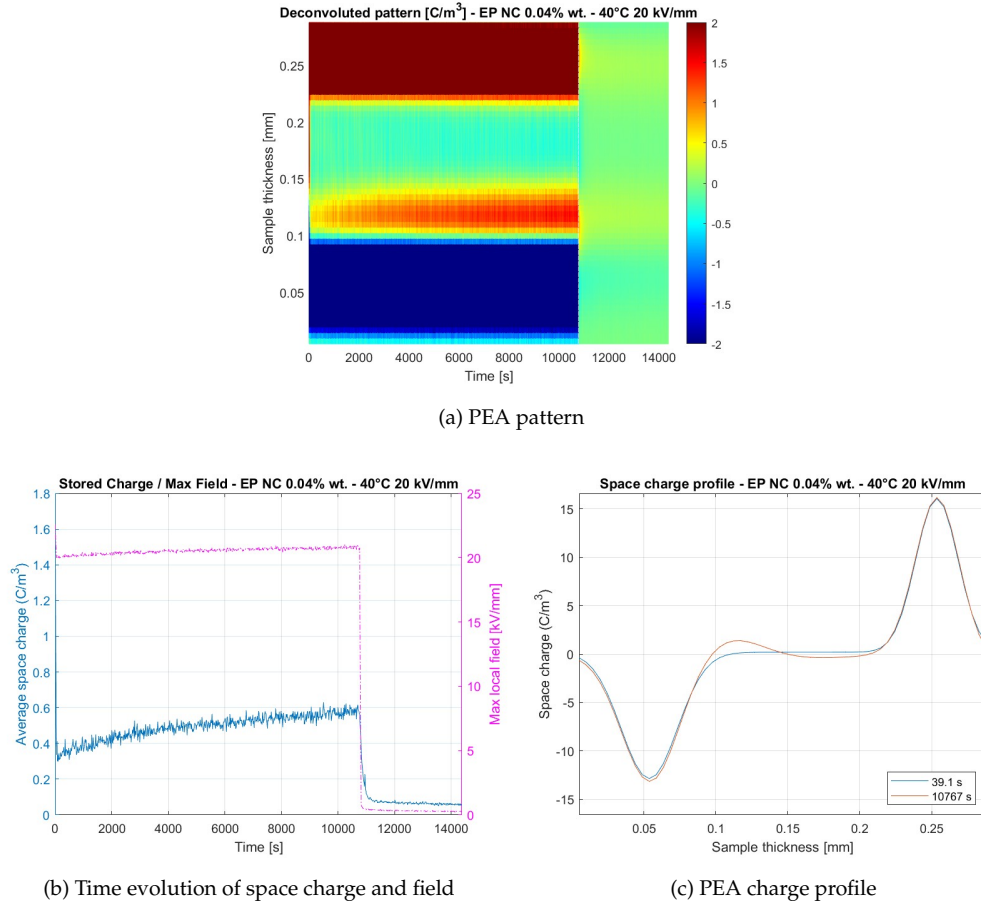 Deconvoluted pattern [C/m³] - EP NC 0.04% wt. - 40°C 20 kV/mm
Sample thickness [mm]
0.25
0.2
0.15
0.1
0.05
0 2000 4000 6000 8000 10000 12000 14000
Time [s]
2
1.5
1
0.5
0
-0.5
-1
-1.5
-2
(a) PEA pattern
Stored Charge / Max Field - EP NC 0.04% wt. - 40°C 20 kV/mm
Average space charge (C/m³)
1.8
1.6
1.4
1.2
1
0.8
0.6
0.4
0.2
0
0 2000 4000 6000 8000 10000 12000 14000
Time [s]
25
20
15
10
5
0
Max local field [kV/mm]
(b) Time evolution of space charge and field
Space charge profile - EP NC 0.04% wt. - 40°C 20 kV/mm
Space charge (C/m³)
15
10
5
0
-5
-10
-15
0.05 0.1 0.15 0.2 0.25
Sample thickness [mm]
39.1 s
10767 s
(c) PEA charge profile